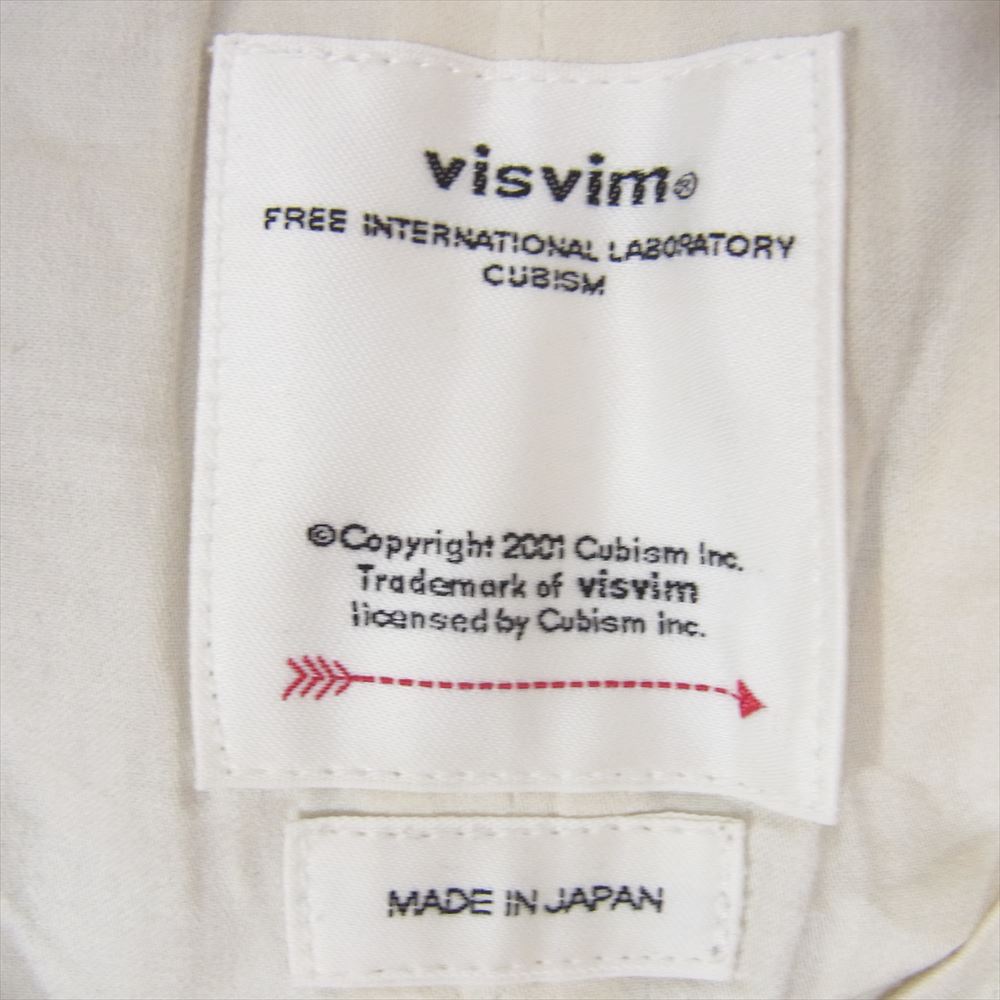 visvim®
FREE INTERNATIONAL LABORATORY
CUBISM
©Copyright 2001 Cubism Inc.
Trademark of visvim
licensed by Cubism inc.
MADE IN JAPAN